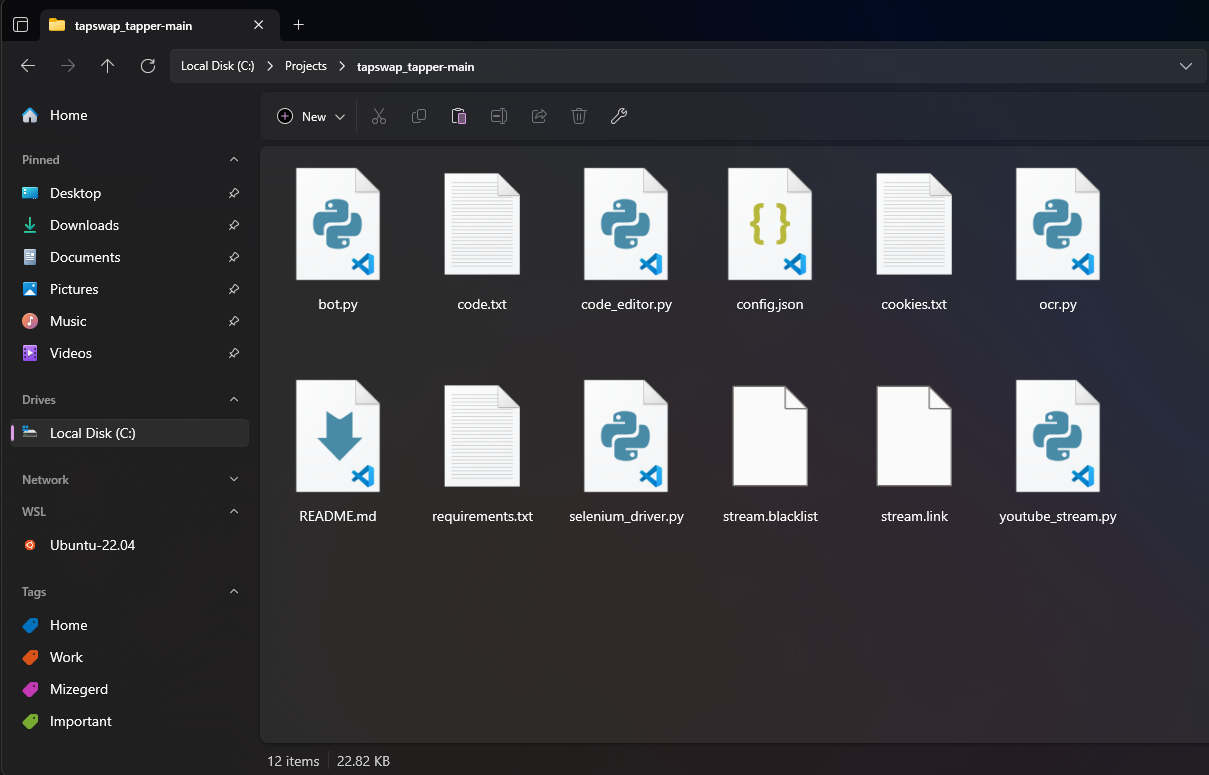 tapswap_tapper-main
Local Disk (C:) Projects tapswap_tapper-main
Home
Pinned
Desktop
Downloads
Documents
Pictures
Music
Videos
Drives
Local Disk (C:)
Network
WSL
Ubuntu-22.04
Tags
Home
Work
Mizegerd
Important
New
bot.py
code.txt
code_editor.py
config.json
cookies.txt
ocr.py
README.md
requirements.txt
selenium_driver.py
stream.blacklist
stream.link
youtube_stream.py
12 items
22.82 KB